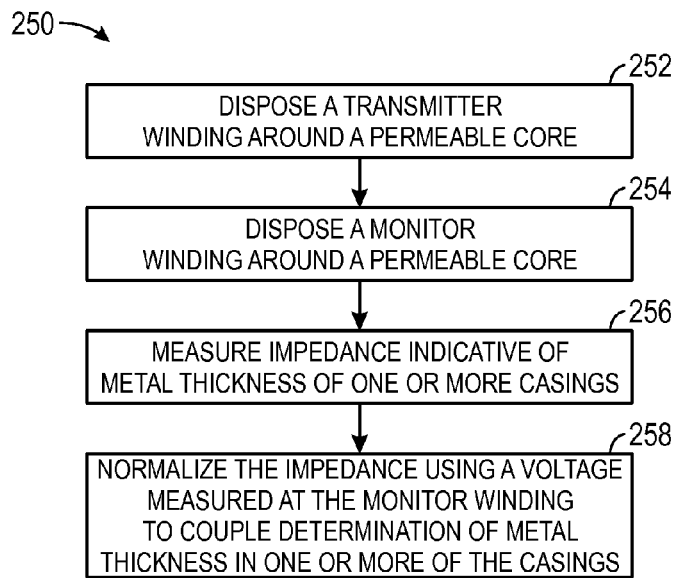 250
252
DISPOSE A TRANSMITTER
WINDING AROUND A PERMEABLE CORE
254
DISPOSE A MONITOR
WINDING AROUND A PERMEABLE CORE
256
MEASURE IMPEDANCE INDICATIVE OF
METAL THICKNESS OF ONE OR MORE CASINGS
258
NORMALIZE THE IMPEDANCE USING A VOLTAGE
MEASURED AT THE MONITOR WINDING
TO COUPLE DETERMINATION OF METAL
THICKNESS IN ONE OR MORE OF THE CASINGS